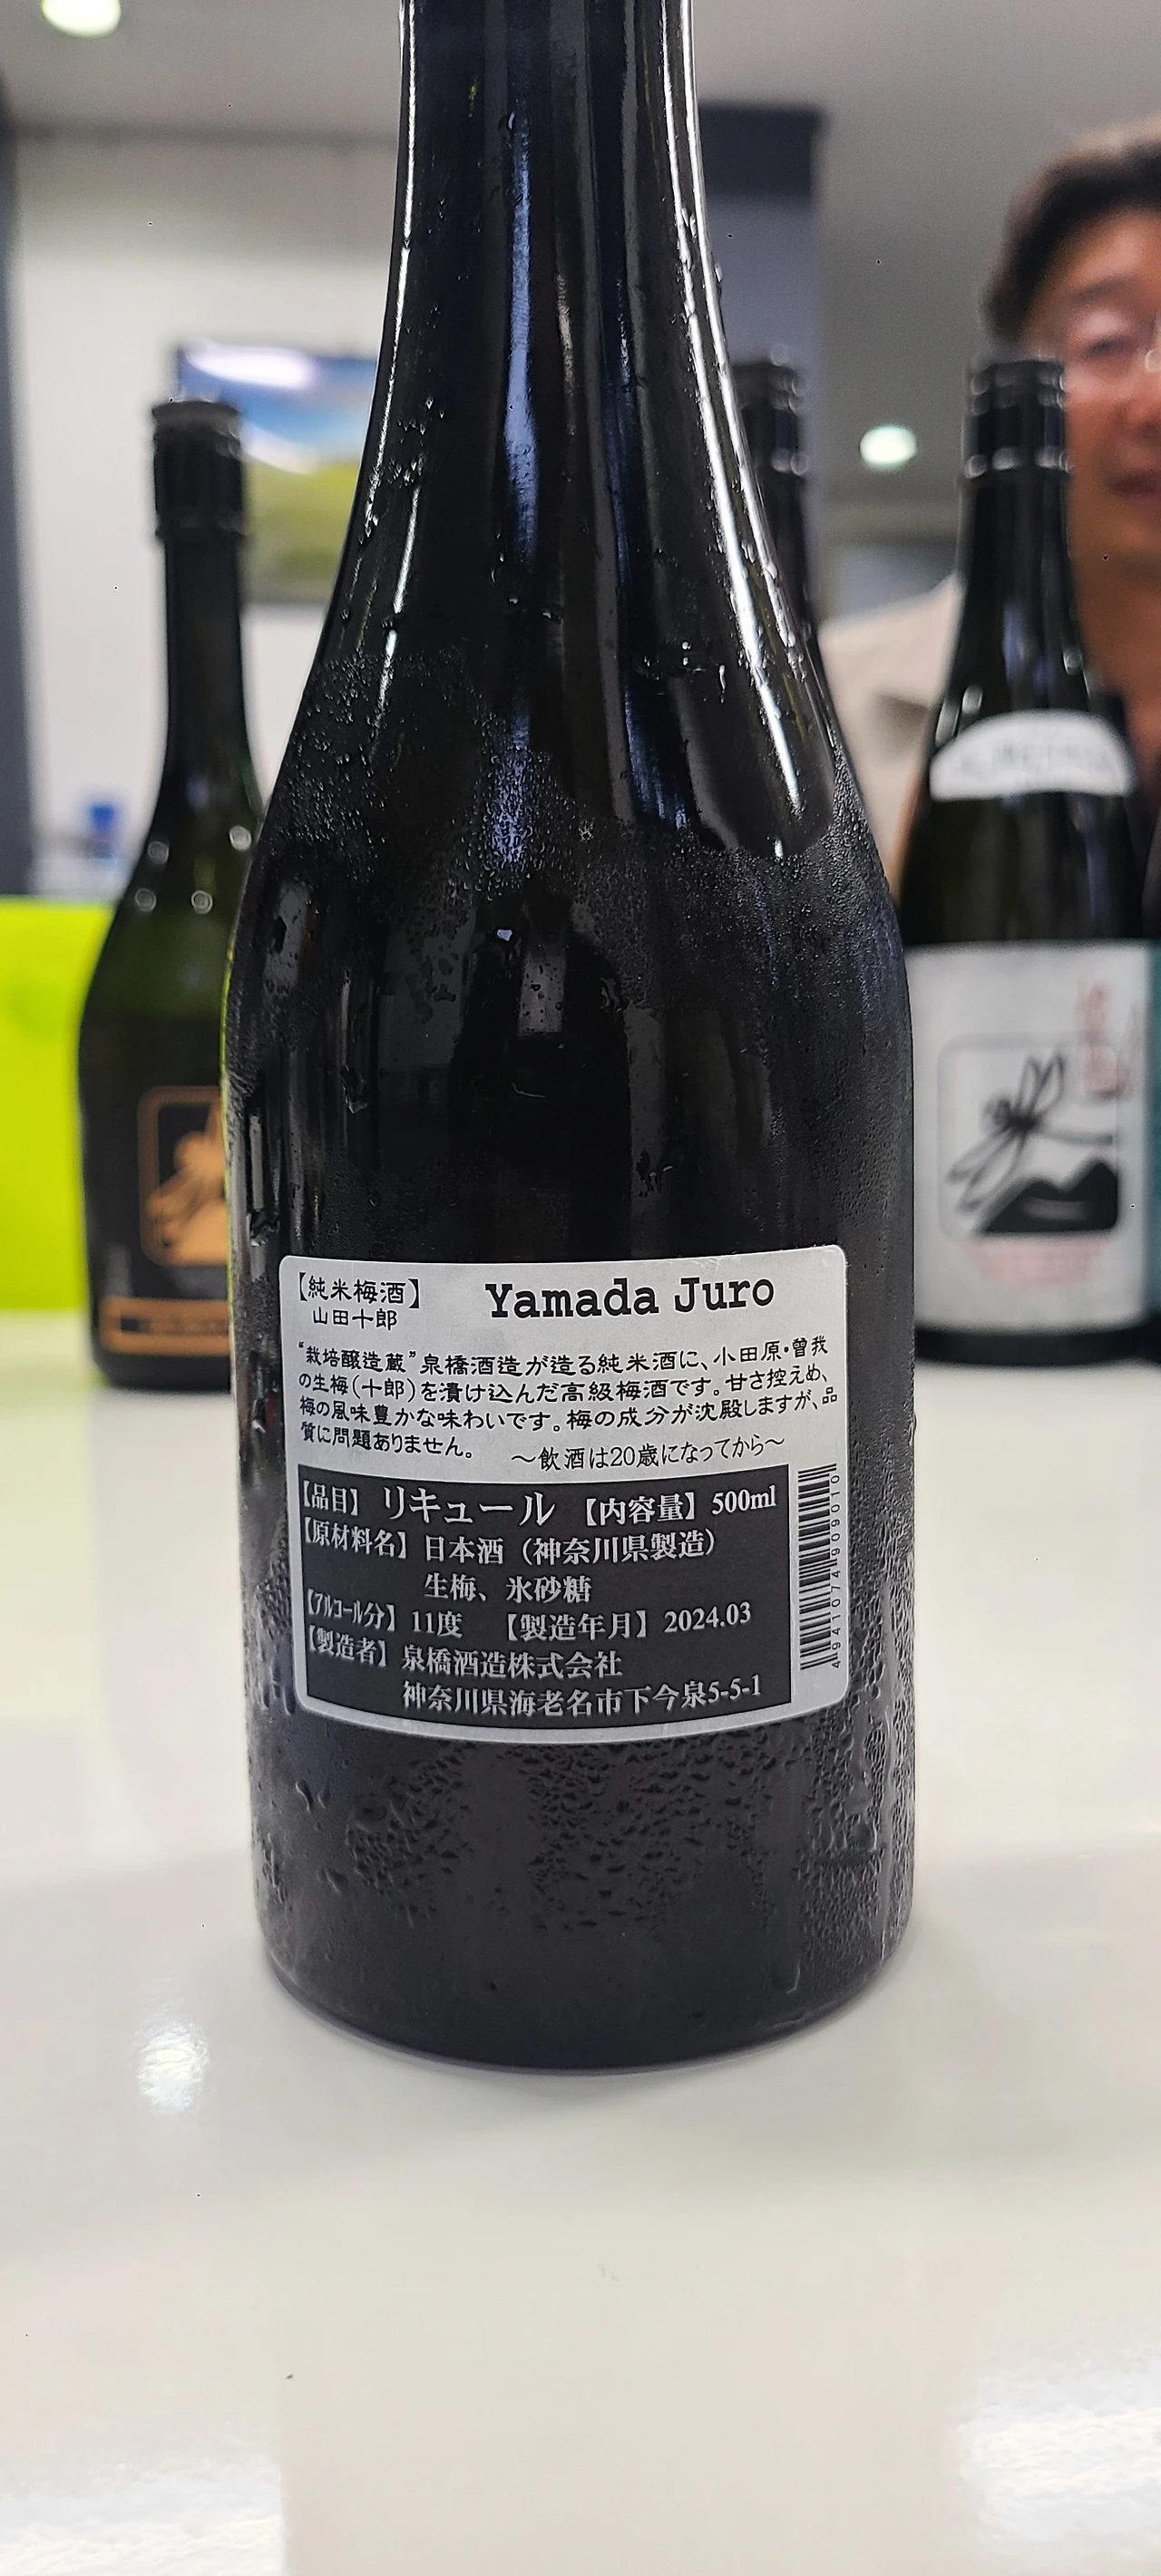 【純米梅酒】 Yamada Juro
山田十郎
“栽培醸造蔵”泉橋酒造が造る純米酒に、小田原・曽我
の生梅(十郎)を漬け込んだ高級梅酒です。甘さ控えめ、
梅の風味豊かな味わいです。梅の成分が沈殿しますが、品
質に問題ありません。 ～飲酒は20歳になってから～
【品目】 リキュール 【内容量】 500ml
【原材料名】 日本酒（神奈川県製造）
生梅、氷砂糖
【アルコール分】 11度 【製造年月】 2024.03
【製造者】 泉橋酒造株式会社
神奈川県海老名市下今泉5-5-1
4941074909010